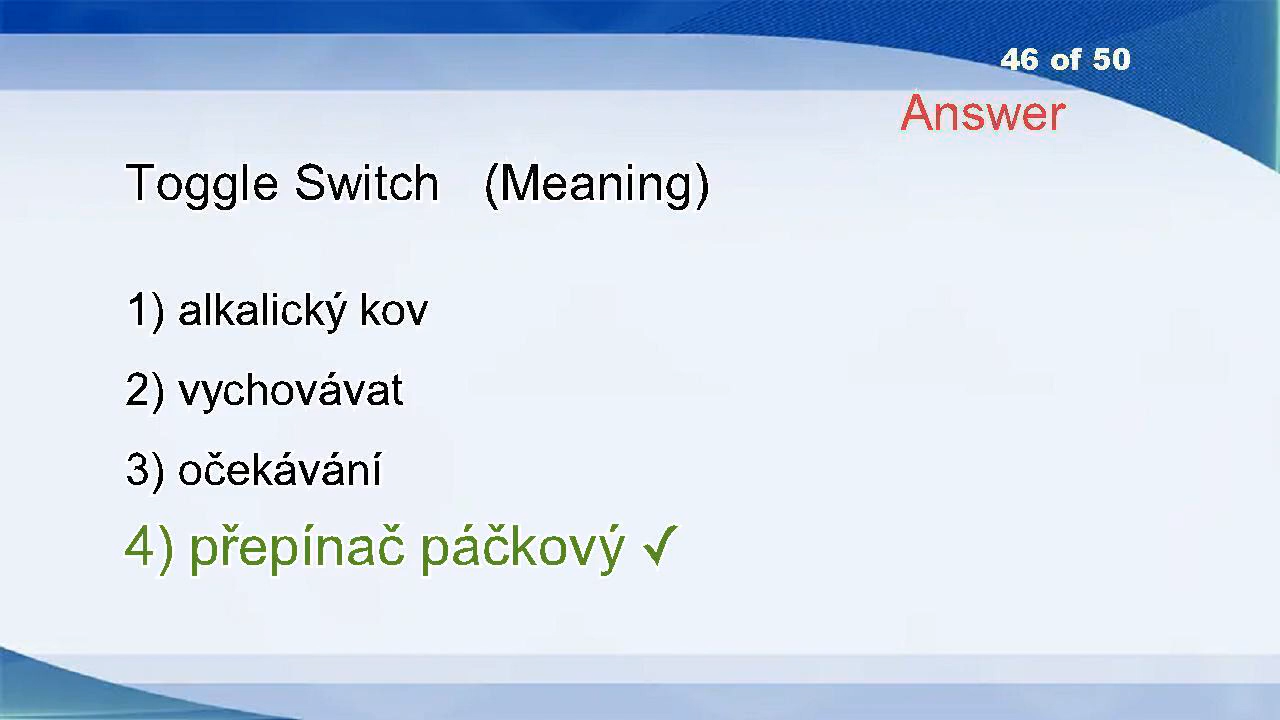 46 of 50
Answer
Toggle Switch (Meaning)
1) alkalický kov
2) vychovávat
3) očekávání
4) přepínač páčkový ✓